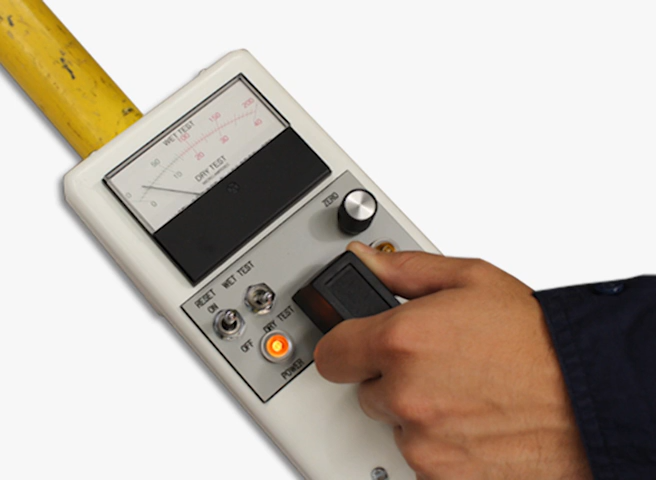 50 100 150 200
WET TEST
0 10 20 30 40
0
DRY TEST
ZERO
RESET
ON
WET TEST
OFF
DRY TEST
POWER